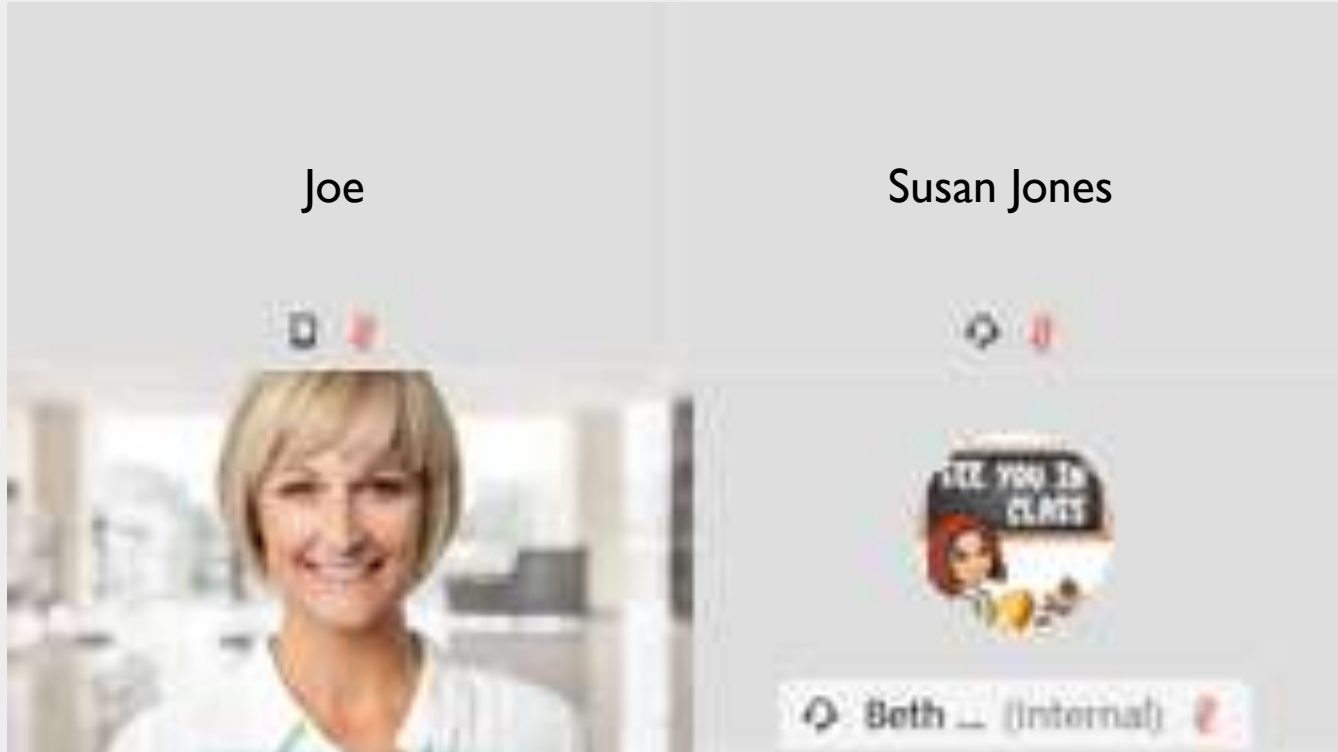 Joe
Susan Jones
SEE YOU IN
CLASS
Beth ... (Internal)